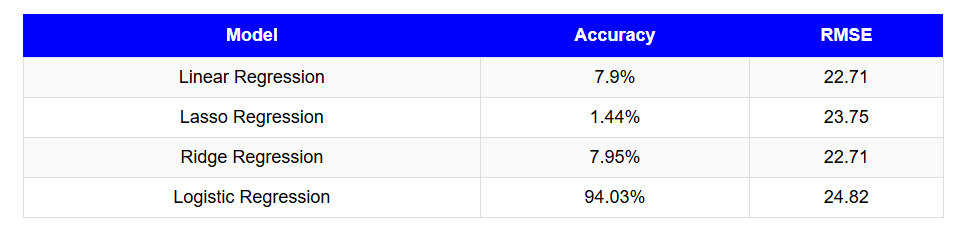 Model Accuracy RMSE
Linear Regression 7.9% 22.71
Lasso Regression 1.44% 23.75
Ridge Regression 7.95% 22.71
Logistic Regression 94.03% 24.82